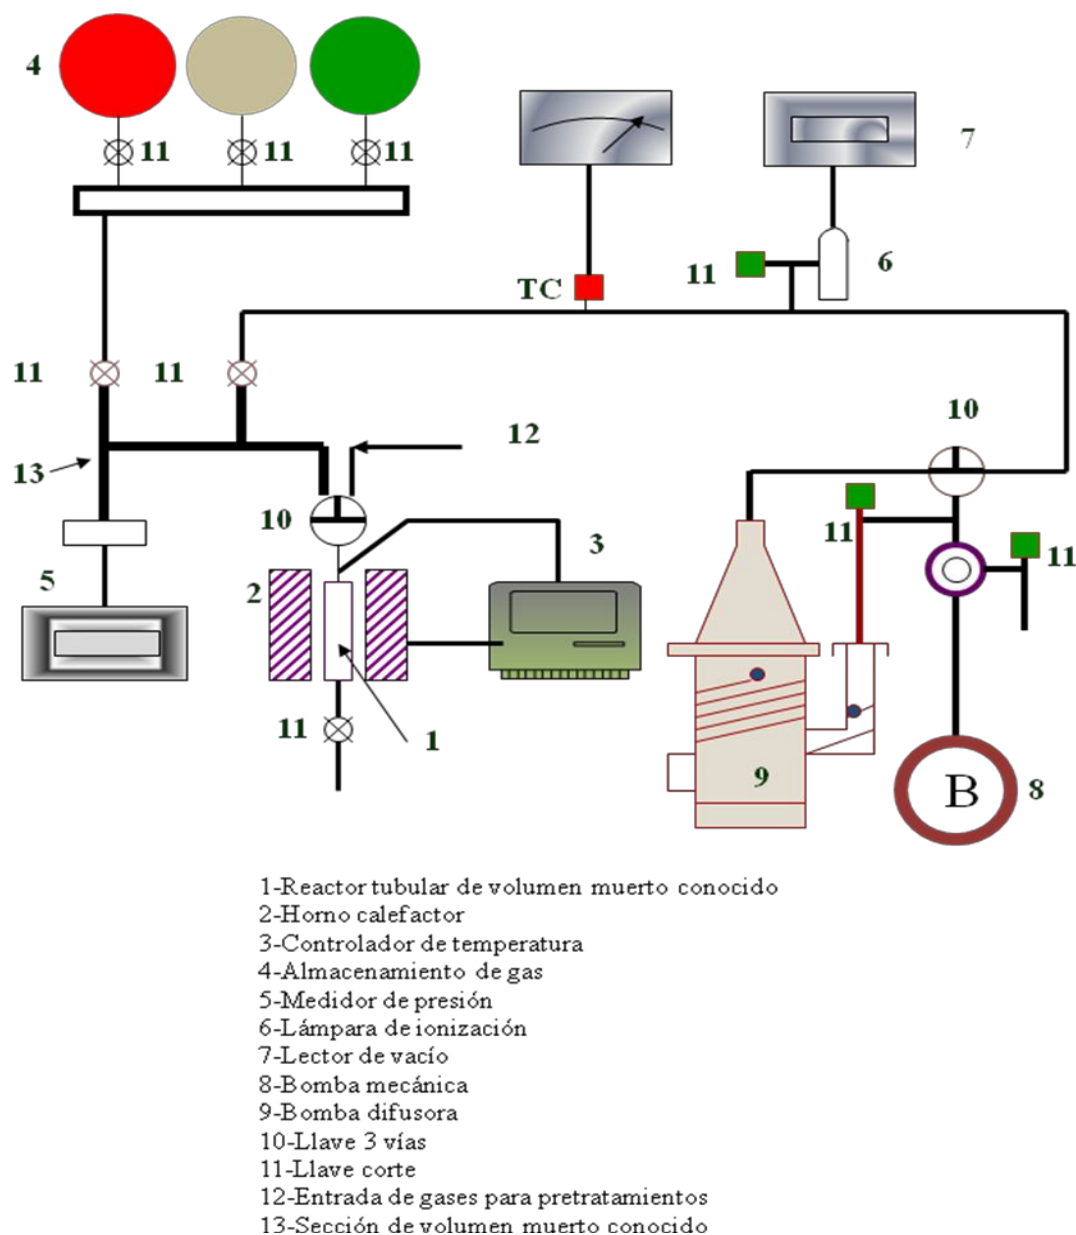 4
11
11
11
7
11
6
TC
11
11
10
12
13
10
3
11
11
5
2
11
1
9
B
8
1-Reactor tubular de volumen muerto conocido
2-Horno calefactor
3-Controlador de temperatura
4-Almacenamiento de gas
5-Medidor de presión
6-Lámpara de ionización
7-Lector de vacío
8-Bomba mecánica
9-Bomba difusora
10-Llave 3 vías
11-Llave corte
12-Entrada de gases para pretratamientos
13-Sección de volumen muerto conocido